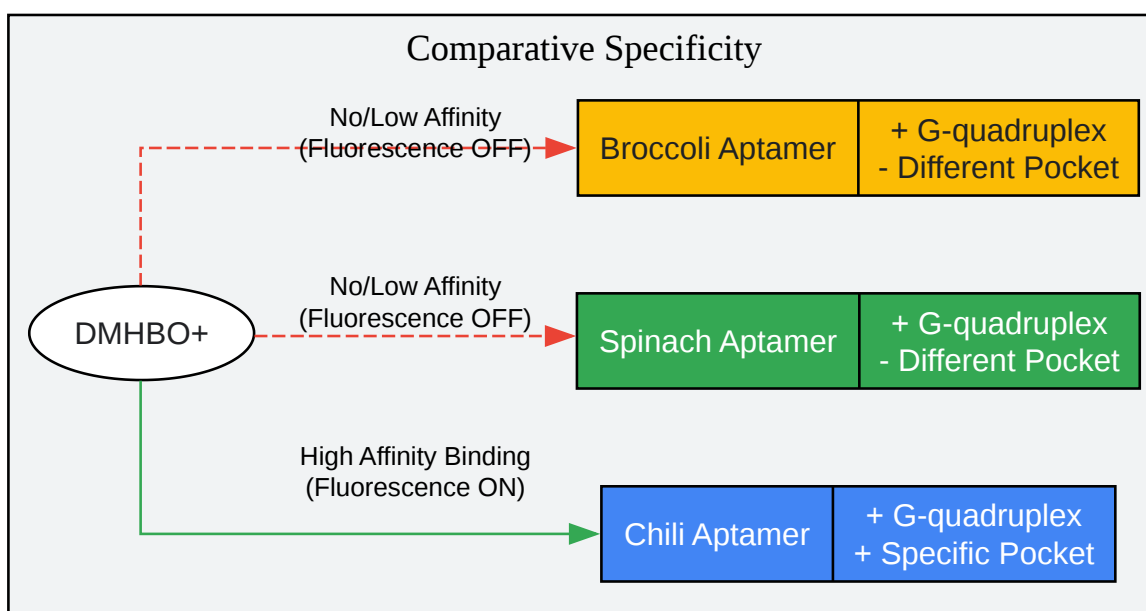 Comparative Specificity
No/Low Affinity
(Fluorescence OFF)
Broccoli Aptamer
+ G-quadruplex
- Different Pocket
DMHBO+
No/Low Affinity
(Fluorescence OFF)
Spinach Aptamer
+ G-quadruplex
- Different Pocket
High Affinity Binding
(Fluorescence ON)
Chili Aptamer
+ G-quadruplex
+ Specific Pocket